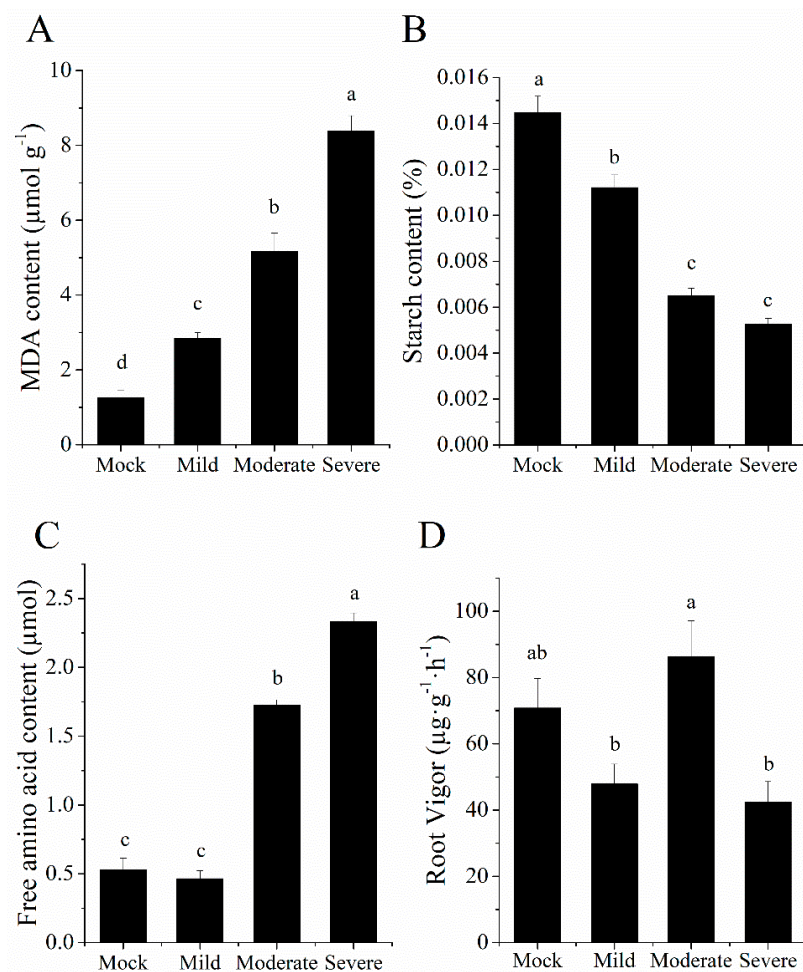 A
MDA content (μmol g⁻¹)
10
8
6
4
2
0
d
c
b
a
Mock Mild Moderate Severe
B
Starch content (%)
0.016
0.014
0.012
0.010
0.008
0.006
0.004
0.002
0.000
a
b
c
c
Mock Mild Moderate Severe
C
Free amino acid content (μmol)
2.5
2.0
1.5
1.0
0.5
0.0
c
c
b
a
Mock Mild Moderate Severe
D
Root Vigor (μg·g⁻¹·h⁻¹)
100
80
60
40
20
0
ab
b
a
b
Mock Mild Moderate Severe